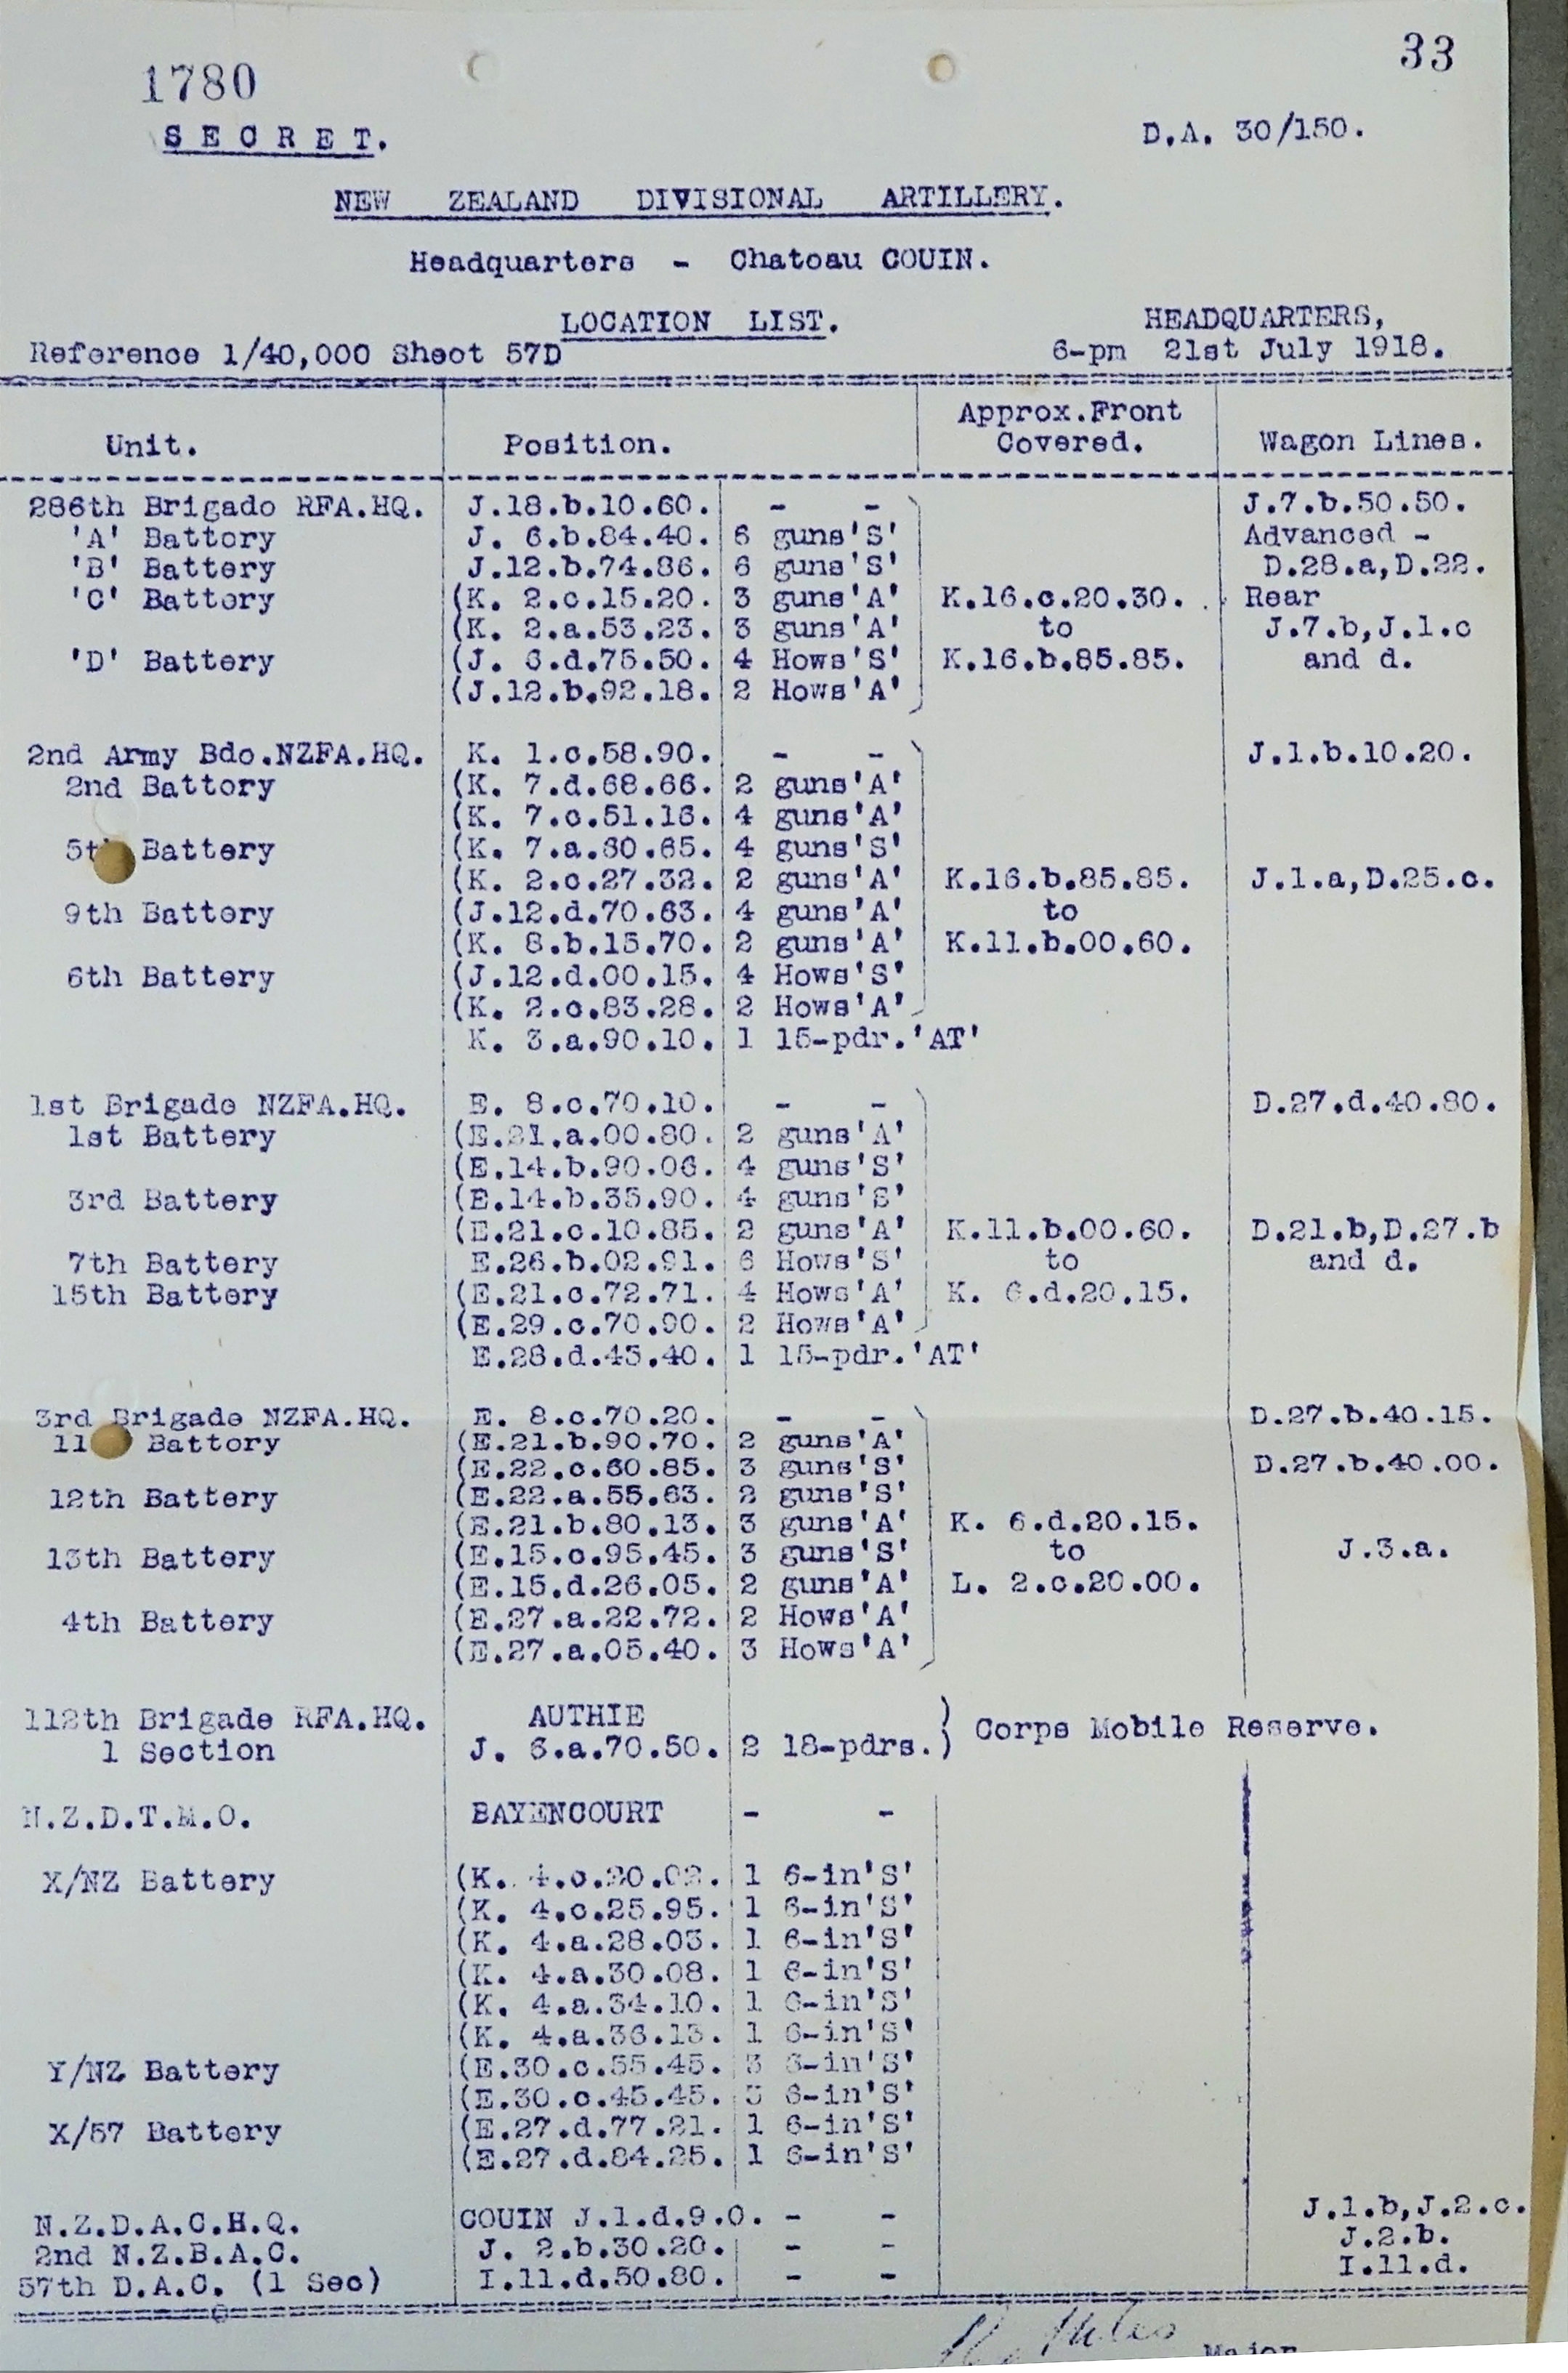 33
1780
S E C R E T.
D.A. 30/150.
NEW ZEALAND DIVISIONAL ARTILLERY.
Headquarters - Chateau COUIN.
LOCATION LIST.
HEADQUARTERS,
Reference 1/40,000 Sheet 57D
6-pm 21st July 1918.
Unit. Position. Approx.Front Covered. Wagon Lines.
286th Brigade RFA.HQ. J.18.b.10.60. - - J.7.b.50.50.
'A' Battery J. 6.b.84.40. 6 guns'S' Advanced -
'B' Battery J.12.b.74.86. 6 guns'S' D.28.a,D.22.
'C' Battery (K. 2.c.15.20. 3 guns'A' K.16.c.20.30. Rear
(K. 2.a.53.23. 3 guns'A' to J.7.b,J.1.c
'D' Battery (J. 6.d.75.50. 4 Hows'S' K.16.b.85.85. and d.
(J.12.b.92.18. 2 Hows'A'
2nd Army Bde.NZFA.HQ. K. 1.c.58.90. - - J.1.b.10.20.
2nd Battery (K. 7.d.68.66. 2 guns'A'
(K. 7.c.51.16. 4 guns'A'
5t Battery (K. 7.a.60.65. 4 guns'S'
(K. 2.c.27.32. 2 guns'A' K.16.b.85.85. J.1.a,D.25.c.
9th Battery (J.12.d.70.63. 4 guns'A' to
(K. 8.b.15.70. 2 guns'A' K.11.b.00.60.
6th Battery (J.12.d.00.15. 4 Hows'S'
(K. 2.c.83.28. 2 Hows'A'
K. 3.a.90.10. 1 15-pdr.'AT'
1st Brigade NZFA.HQ. E. 8.c.70.10. - - D.27.d.40.80.
1st Battery (E.21.a.00.80. 2 guns'A'
(E.14.b.90.06. 4 guns'S'
3rd Battery (E.14.b.35.90. 4 guns'S'
(E.21.c.10.85. 2 guns'A' K.11.b.00.60. D.21.b,D.27.b
7th Battery E.26.b.02.91. 6 Hows'S' to and d.
15th Battery (E.21.c.72.71. 4 Hows'A' K. 6.d.20.15.
(E.29.c.70.90. 2 Hows'A'
E.28.d.45.40. 1 15-pdr.'AT'
3rd Brigade NZFA.HQ. E. 8.c.70.20. - - D.27.b.40.15.
11 Battery (E.21.b.90.70. 2 guns'A'
(E.22.c.60.85. 3 guns'S' D.27.b.40.00.
12th Battery (E.22.a.55.63. 2 guns'S'
(E.21.b.80.13. 3 guns'A' K. 6.d.20.15.
13th Battery (E.15.c.95.45. 3 guns'S' to J.3.a.
(E.15.d.26.05. 2 guns'A' L. 2.c.20.00.
4th Battery (E.27.a.22.72. 2 Hows'A'
(E.27.a.05.40. 3 Hows'A'
112th Brigade RFA.HQ. AUTHIE ) Corps Mobile Reserve.
1 Section J. 6.a.70.50. 2 18-pdrs.)
N.Z.D.T.M.O. BAYENCOURT - -
X/NZ Battery (K. 4.c.20.02. 1 6-in'S'
(K. 4.c.25.95. 1 6-in'S'
(K. 4.a.28.03. 1 6-in'S'
(K. 4.a.30.08. 1 6-in'S'
(K. 4.a.34.10. 1 6-in'S'
(K. 4.a.36.13. 1 6-in'S'
Y/NZ Battery (E.30.c.55.45. 3 6-in'S'
(E.30.c.45.45. 3 6-in'S'
X/57 Battery (E.27.d.77.21. 1 6-in'S'
(E.27.d.84.25. 1 6-in'S'
N.Z.D.A.C.H.Q. COUIN J.1.d.9.0. - - J.1.b,J.2.c.
2nd N.Z.B.A.C. J. 2.b.30.20. - - J.2.b.
57th D.A.C. (1 Sec) I.11.d.50.80. - - I.11.d.
Miles
Major